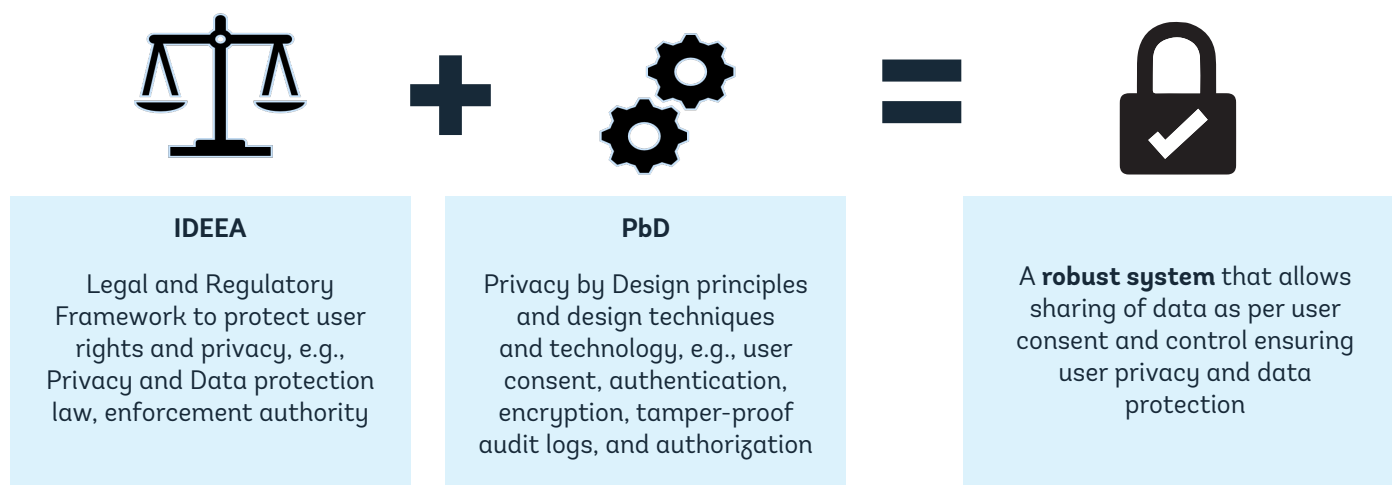 IDEEA
Legal and Regulatory
Framework to protect user
rights and privacy, e.g.,
Privacy and Data protection
law, enforcement authority
PbD
Privacy by Design principles
and design techniques
and technology, e.g., user
consent, authentication,
encryption, tamper-proof
audit logs, and authorization
A robust system that allows
sharing of data as per user
consent and control ensuring
user privacy and data
protection